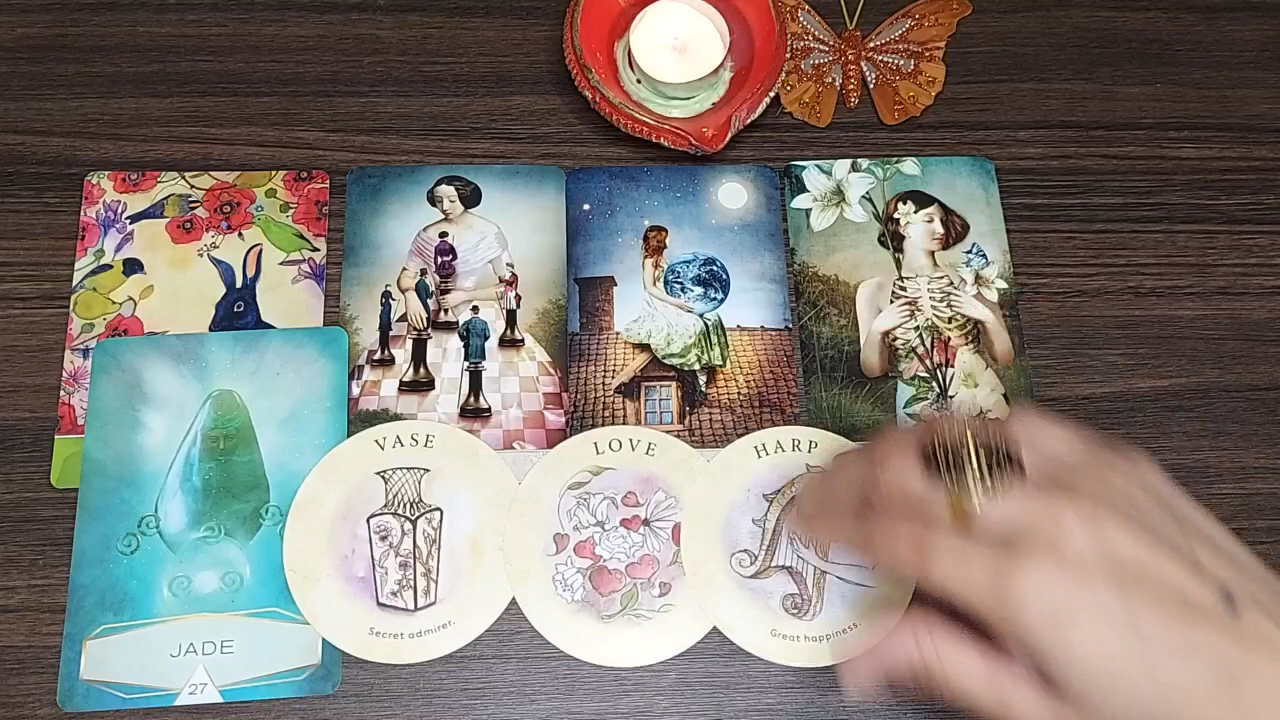 VASE
LOVE
HARP
Secret admirer.
Great happiness.
JADE
27